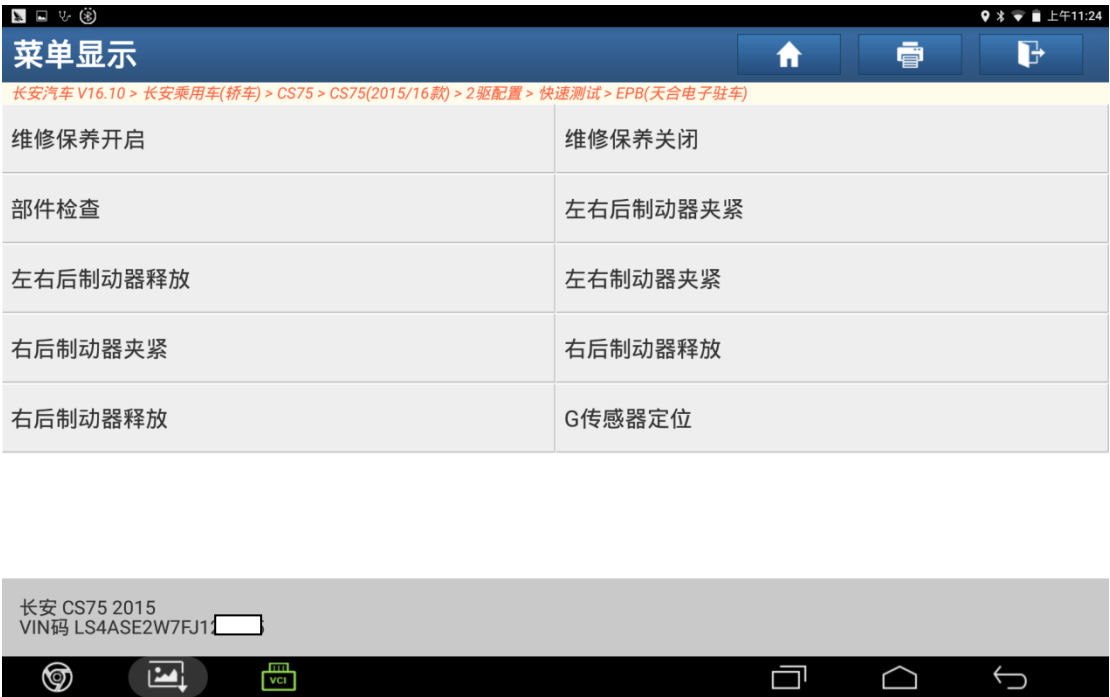 上午11:24
菜单显示
长安汽车 V16.10 > 长安乘用车(轿车) > CS75 > CS75(2015/16款) > 2驱配置 > 快速测试 > EPB(天合电子驻车)
维修保养开启 维修保养关闭
部件检查 左右后制动器夹紧
左右后制动器释放 左右制动器夹紧
右后制动器夹紧 右后制动器释放
右后制动器释放 G传感器定位
长安 CS75 2015
VIN码 LS4ASE2W7FJ1
VCI